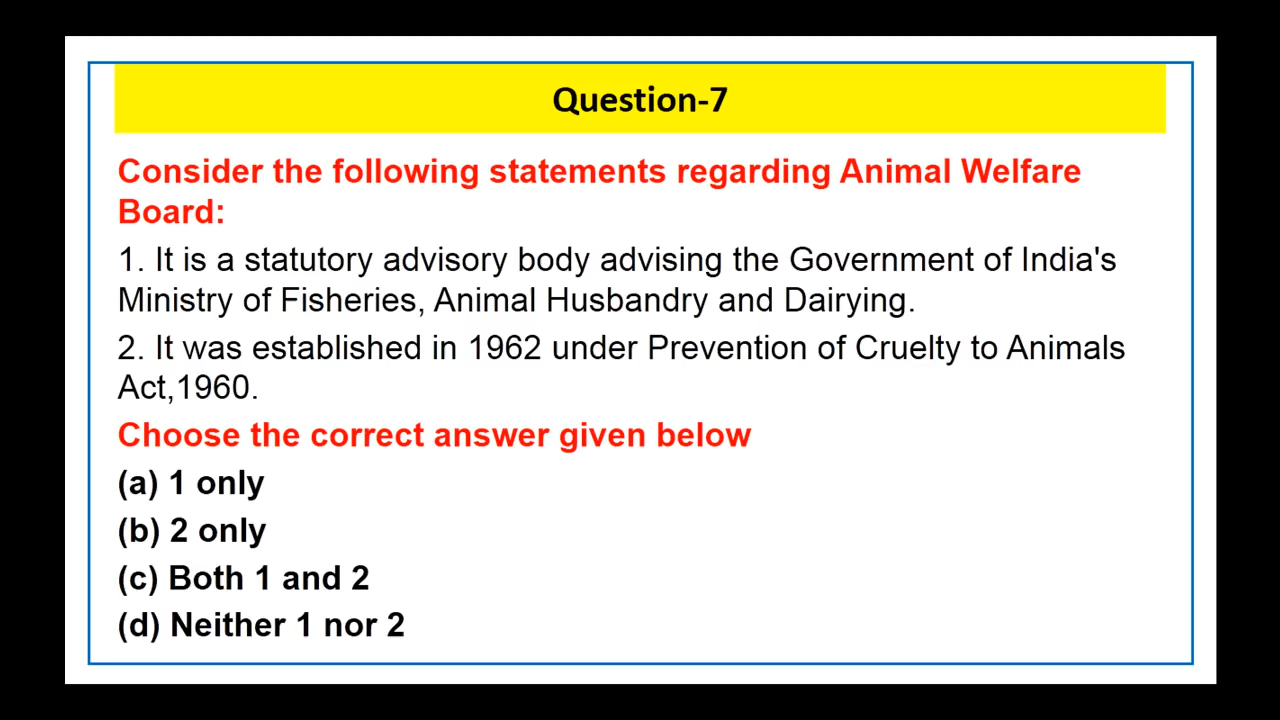 Question-7
Consider the following statements regarding Animal Welfare
Board:
1. It is a statutory advisory body advising the Government of India's
Ministry of Fisheries, Animal Husbandry and Dairying.
2. It was established in 1962 under Prevention of Cruelty to Animals
Act,1960.
Choose the correct answer given below
(a) 1 only
(b) 2 only
(c) Both 1 and 2
(d) Neither 1 nor 2